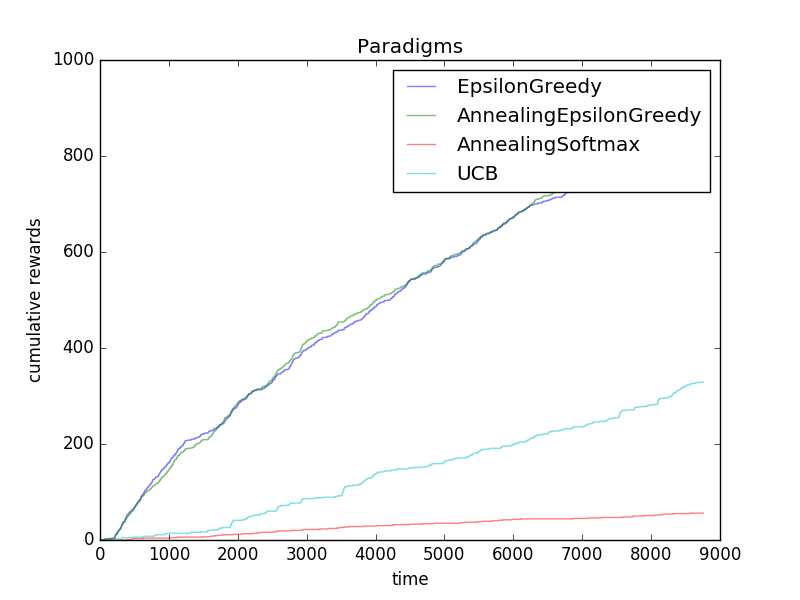 Paradigms
1000
800
600
400
200
0
cumulative rewards
EpsilonGreedy
AnnealingEpsilonGreedy
AnnealingSoftmax
UCB
0 1000 2000 3000 4000 5000 6000 7000 8000 9000
time